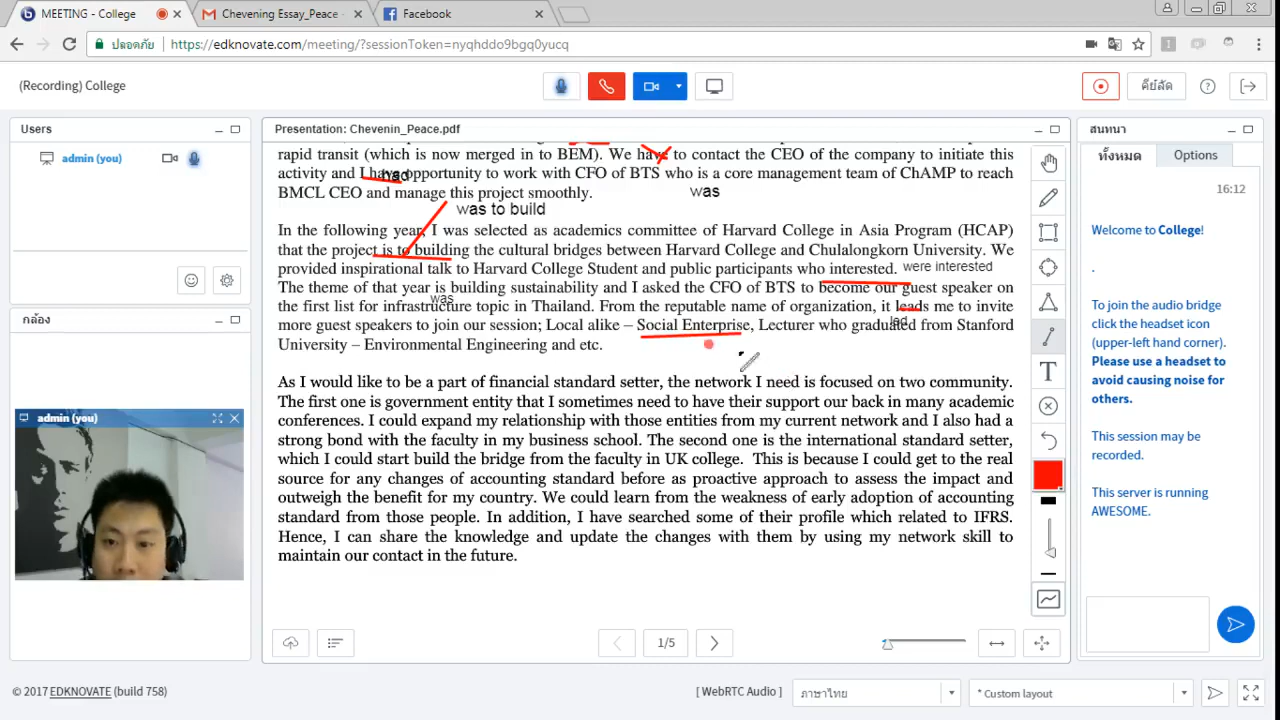 MEETING - College
Chevening Essay_Peace -
Facebook
ปลอดภัย
https://edknovate.com/meeting/?sessionToken=nyqhddo9bgq0yucq
(Recording) College
คีย์ลัด
Users
admin (you)
กล้อง
admin (you)
Presentation: Chevenin_Peace.pdf
rapid transit (which is now merged in to BEM). We have to contact the CEO of the company to initiate this
activity and I have opportunity to work with CFO of BTS who is a core management team of ChAMP to reach
had
BMCL CEO and manage this project smoothly.
was
was to build
In the following year, I was selected as academics committee of Harvard College in Asia Program (HCAP)
that the project is to building the cultural bridges between Harvard College and Chulalongkorn University. We
provided inspirational talk to Harvard College Student and public participants who interested.
were interested
The theme of that year is building sustainability and I asked the CFO of BTS to become our guest speaker on
was
the first list for infrastructure topic in Thailand. From the reputable name of organization, it leads me to invite
led
more guest speakers to join our session; Local alike – Social Enterprise, Lecturer who graduated from Stanford
University – Environmental Engineering and etc.
As I would like to be a part of financial standard setter, the network I need is focused on two community.
The first one is government entity that I sometimes need to have their support our back in many academic
conferences. I could expand my relationship with those entities from my current network and I also had a
strong bond with the faculty in my business school. The second one is the international standard setter,
which I could start build the bridge from the faculty in UK college. This is because I could get to the real
source for any changes of accounting standard before as proactive approach to assess the impact and
outweigh the benefit for my country. We could learn from the weakness of early adoption of accounting
standard from those people. In addition, I have searched some of their profile which related to IFRS.
Hence, I can share the knowledge and update the changes with them by using my network skill to
maintain our contact in the future.
1/5
สนทนา
ทั้งหมด
Options
16:12
Welcome to College!
.
To join the audio bridge
click the headset icon
(upper-left hand corner).
Please use a headset to
avoid causing noise for
others.
This session may be
recorded.
This server is running
AWESOME.
© 2017 EDKNOVATE (build 758)
[ WebRTC Audio ]
ภาษาไทย
* Custom layout